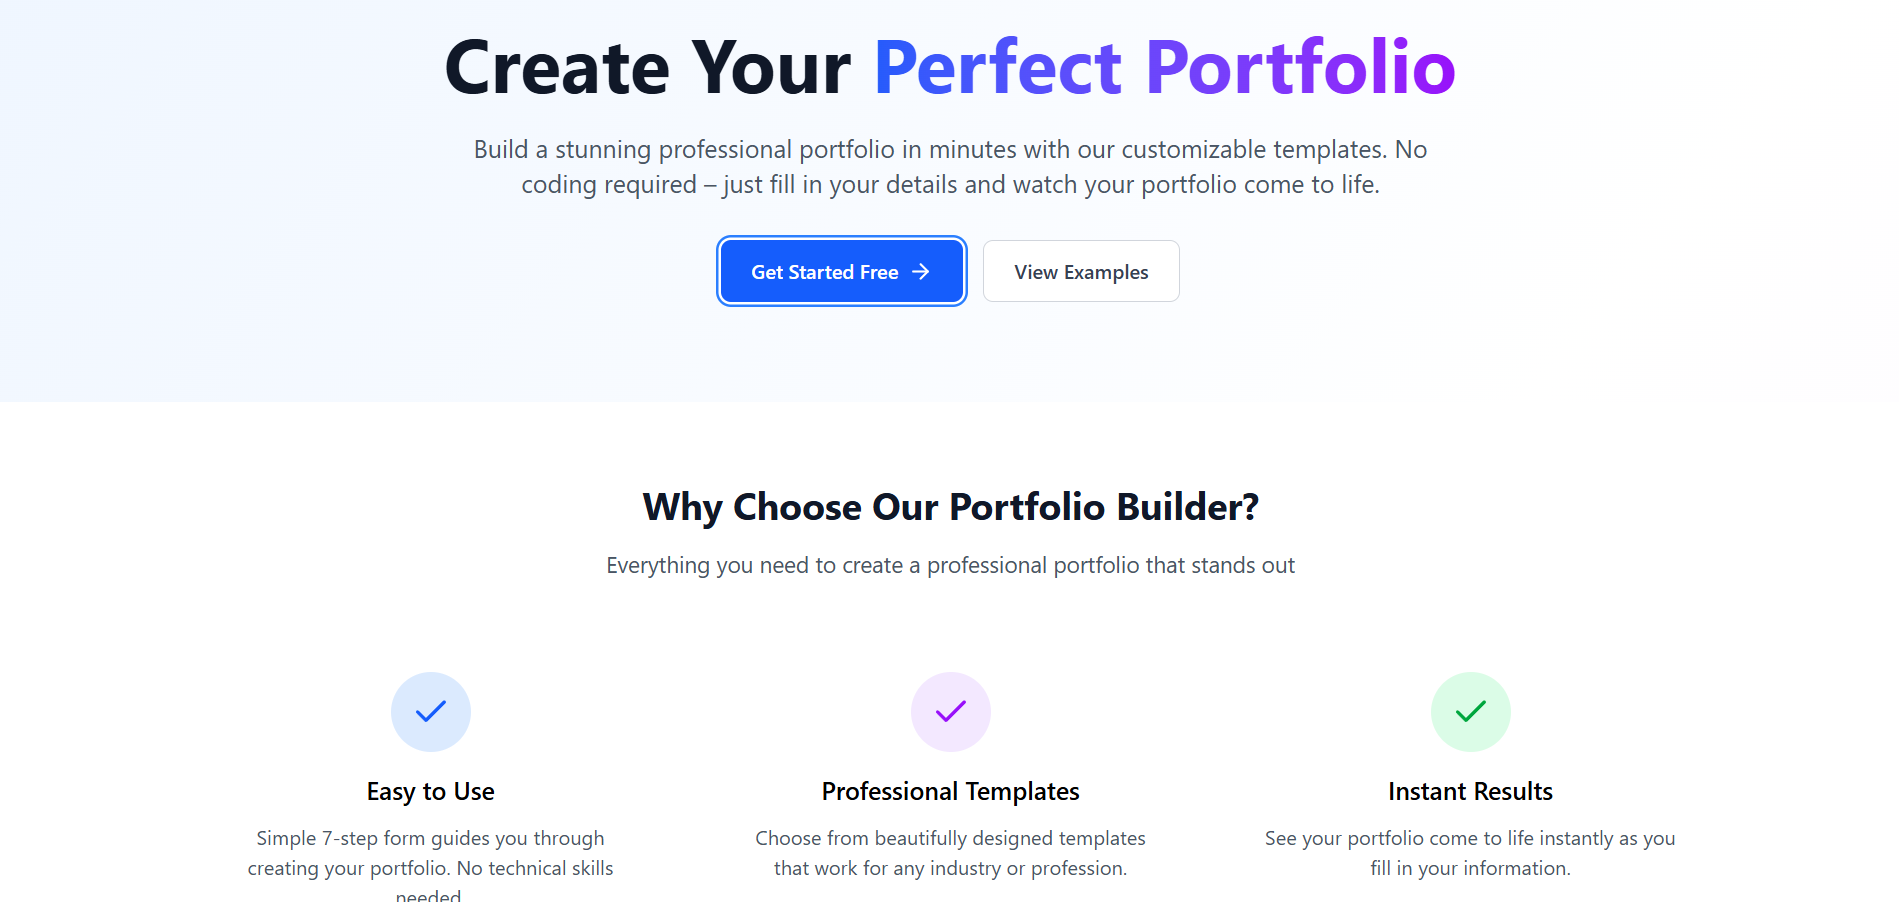 Create Your Perfect Portfolio
Build a stunning professional portfolio in minutes with our customizable templates. No
coding required – just fill in your details and watch your portfolio come to life.
Get Started Free →
View Examples
Why Choose Our Portfolio Builder?
Everything you need to create a professional portfolio that stands out
Easy to Use
Simple 7-step form guides you through
creating your portfolio. No technical skills
needed
Professional Templates
Choose from beautifully designed templates
that work for any industry or profession.
Instant Results
See your portfolio come to life instantly as you
fill in your information.